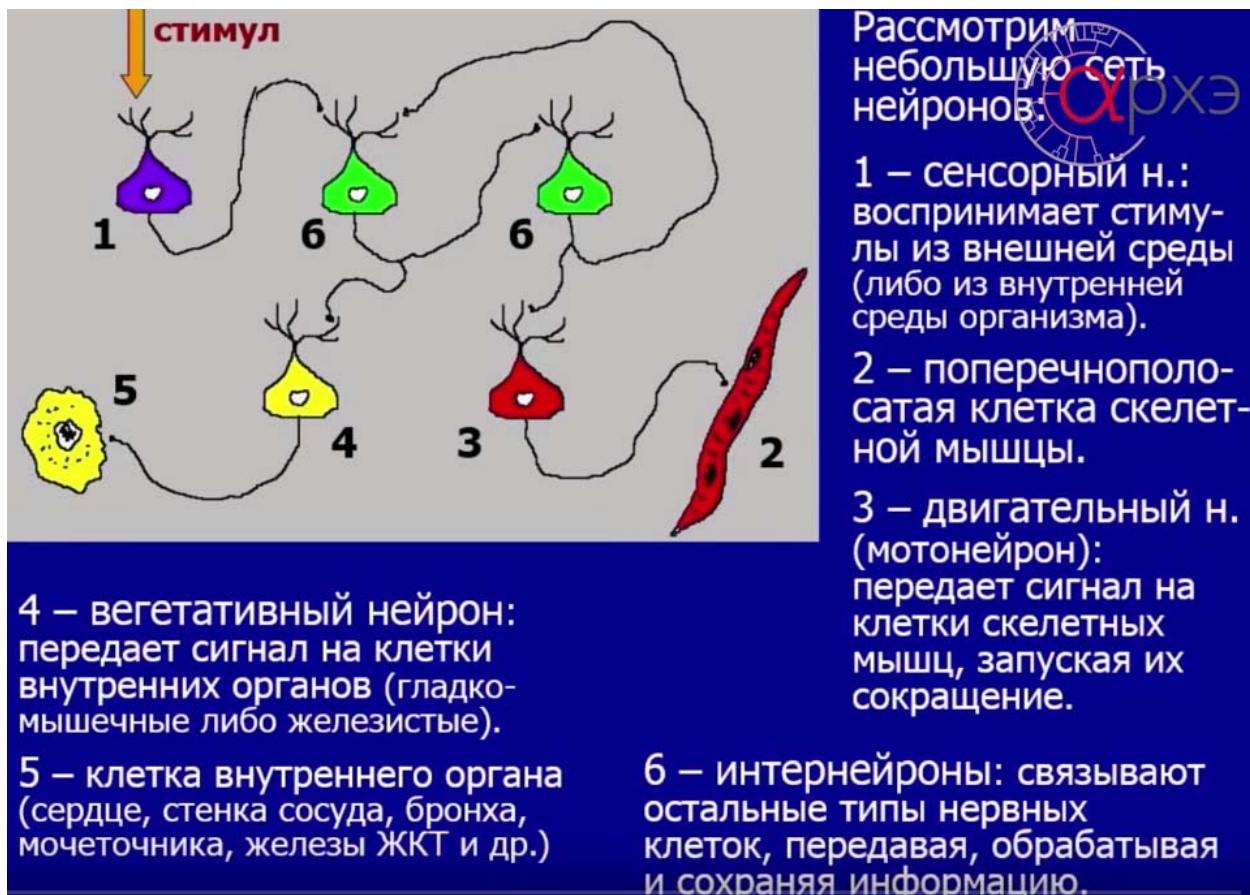 стимул
1
6
6
5
4
3
2
Рассмотрим
небольшую сеть
нейронов:
αрхэ
1 – сенсорный н.:
воспринимает стиму-
лы из внешней среды
(либо из внутренней
среды организма).
2 – поперечнополо-
сатая клетка скелет-
ной мышцы.
3 – двигательный н.
(мотонейрон):
передает сигнал на
клетки скелетных
мышц, запуская их
сокращение.
4 – вегетативный нейрон:
передает сигнал на клетки
внутренних органов (гладко-
мышечные либо железистые).
5 – клетка внутреннего органа
(сердце, стенка сосуда, бронха,
мочеточника, железы ЖКТ и др.)
6 – интернейроны: связывают
остальные типы нервных
клеток, передавая, обрабатывая
и сохраняя информацию.